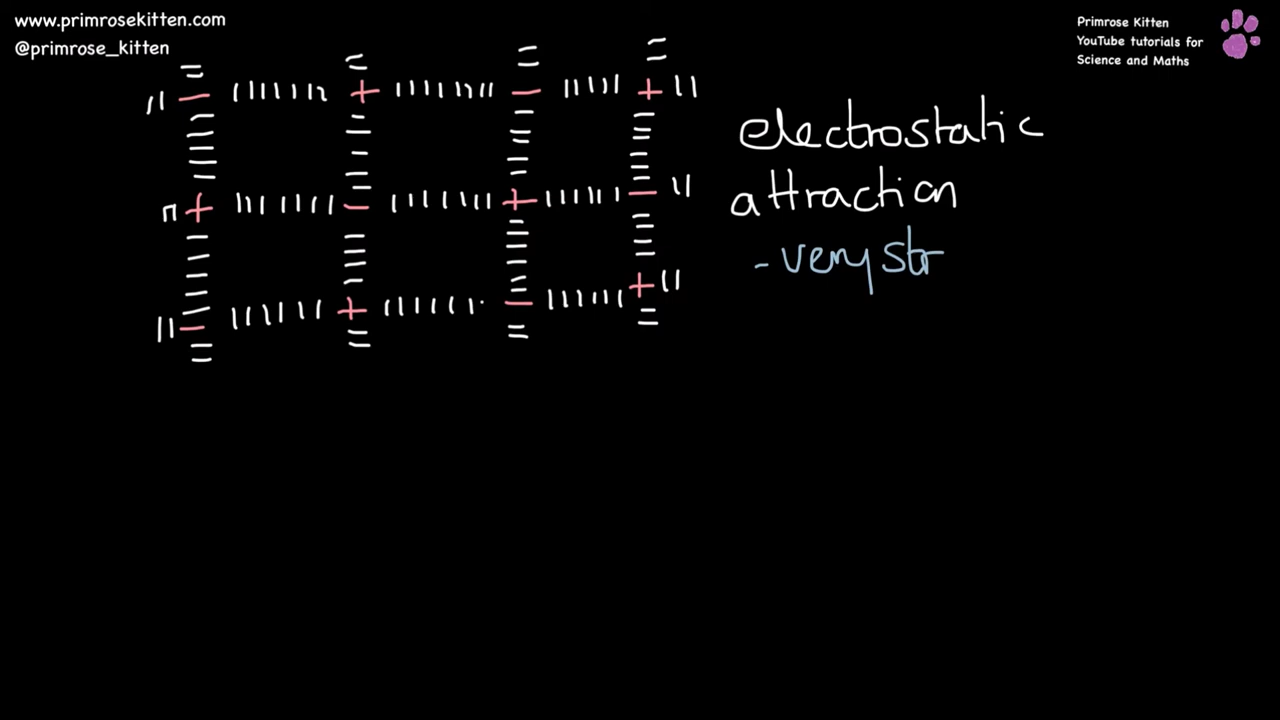 www.primrosekitten.com
@primrose_kitten
Primrose Kitten
YouTube tutorials for
Science and Maths
electrostatic
attraction
- very str